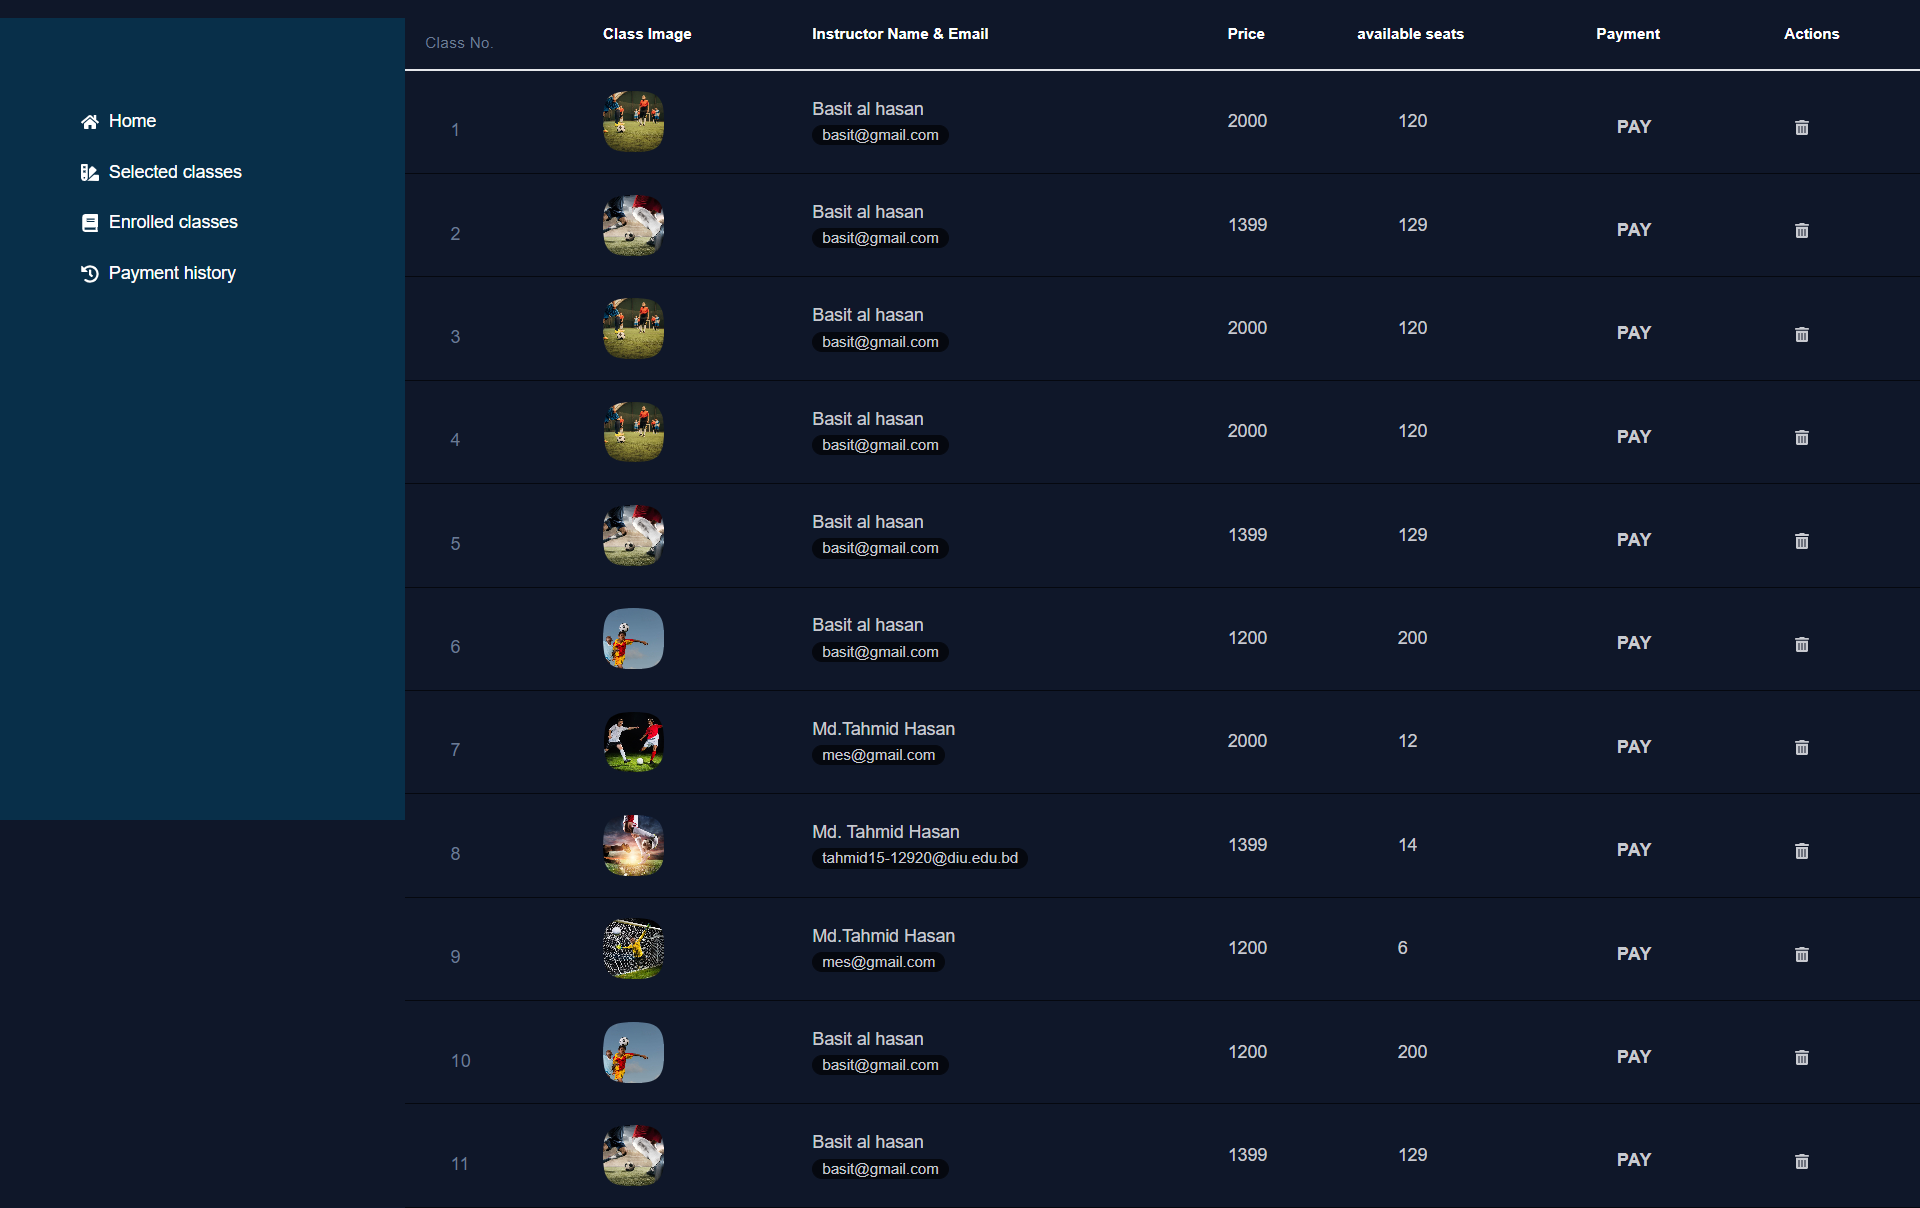 Home
Selected classes
Enrolled classes
Payment history
Class No. Class Image Instructor Name & Email Price available seats Payment Actions
1 Basit al hasan 2000 120 PAY
basit@gmail.com
2 Basit al hasan 1399 129 PAY
basit@gmail.com
3 Basit al hasan 2000 120 PAY
basit@gmail.com
4 Basit al hasan 2000 120 PAY
basit@gmail.com
5 Basit al hasan 1399 129 PAY
basit@gmail.com
6 Basit al hasan 1200 200 PAY
basit@gmail.com
7 Md.Tahmid Hasan 2000 12 PAY
mes@gmail.com
8 Md. Tahmid Hasan 1399 14 PAY
tahmid15-12920@diu.edu.bd
9 Md.Tahmid Hasan 1200 6 PAY
mes@gmail.com
10 Basit al hasan 1200 200 PAY
basit@gmail.com
11 Basit al hasan 1399 129 PAY
basit@gmail.com